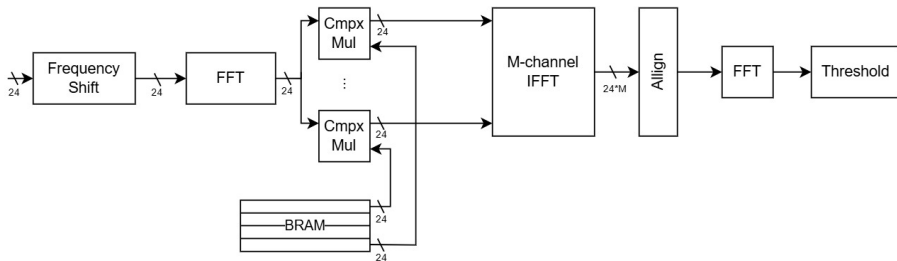 24
Frequency
Shift
24
FFT
24
Cmpx
Mul
24
...
Cmpx
Mul
24
BRAM
24
24
M-channel
IFFT
24*M
Allign
FFT
Threshold